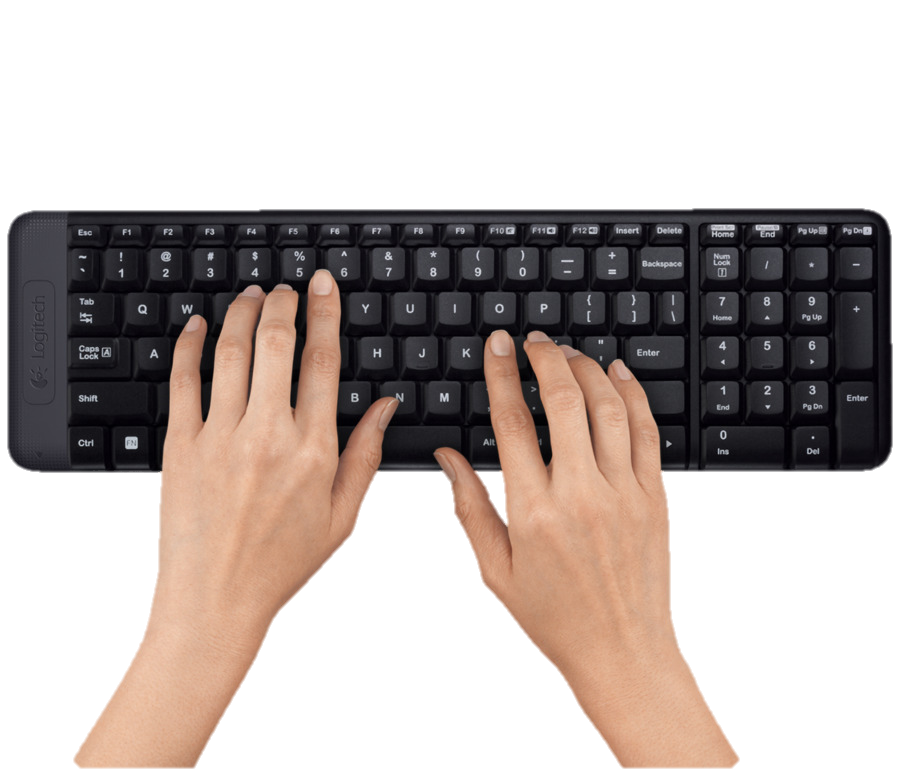 Esc F1 F2 F3 F4 F5 F6 F7 F8 F9 F10 F11 F12 Insert Delete Home End Pg Up Pg Dn
~ ! @ # $ % ^ & * ( ) — +
` 1 2 3 4 5 6 7 8 9 0 - = Backspace Num Lock / * −
Tab Q W Y U I O P { [ } ] | \ 7 Home 8 9 Pg Up +
Logitech
Caps Lock A A H J K " Enter 4 5 6
Shift B N M > 1 End 2 3 Pg Dn Enter
Ctrl FN Alt 0 Ins . Del